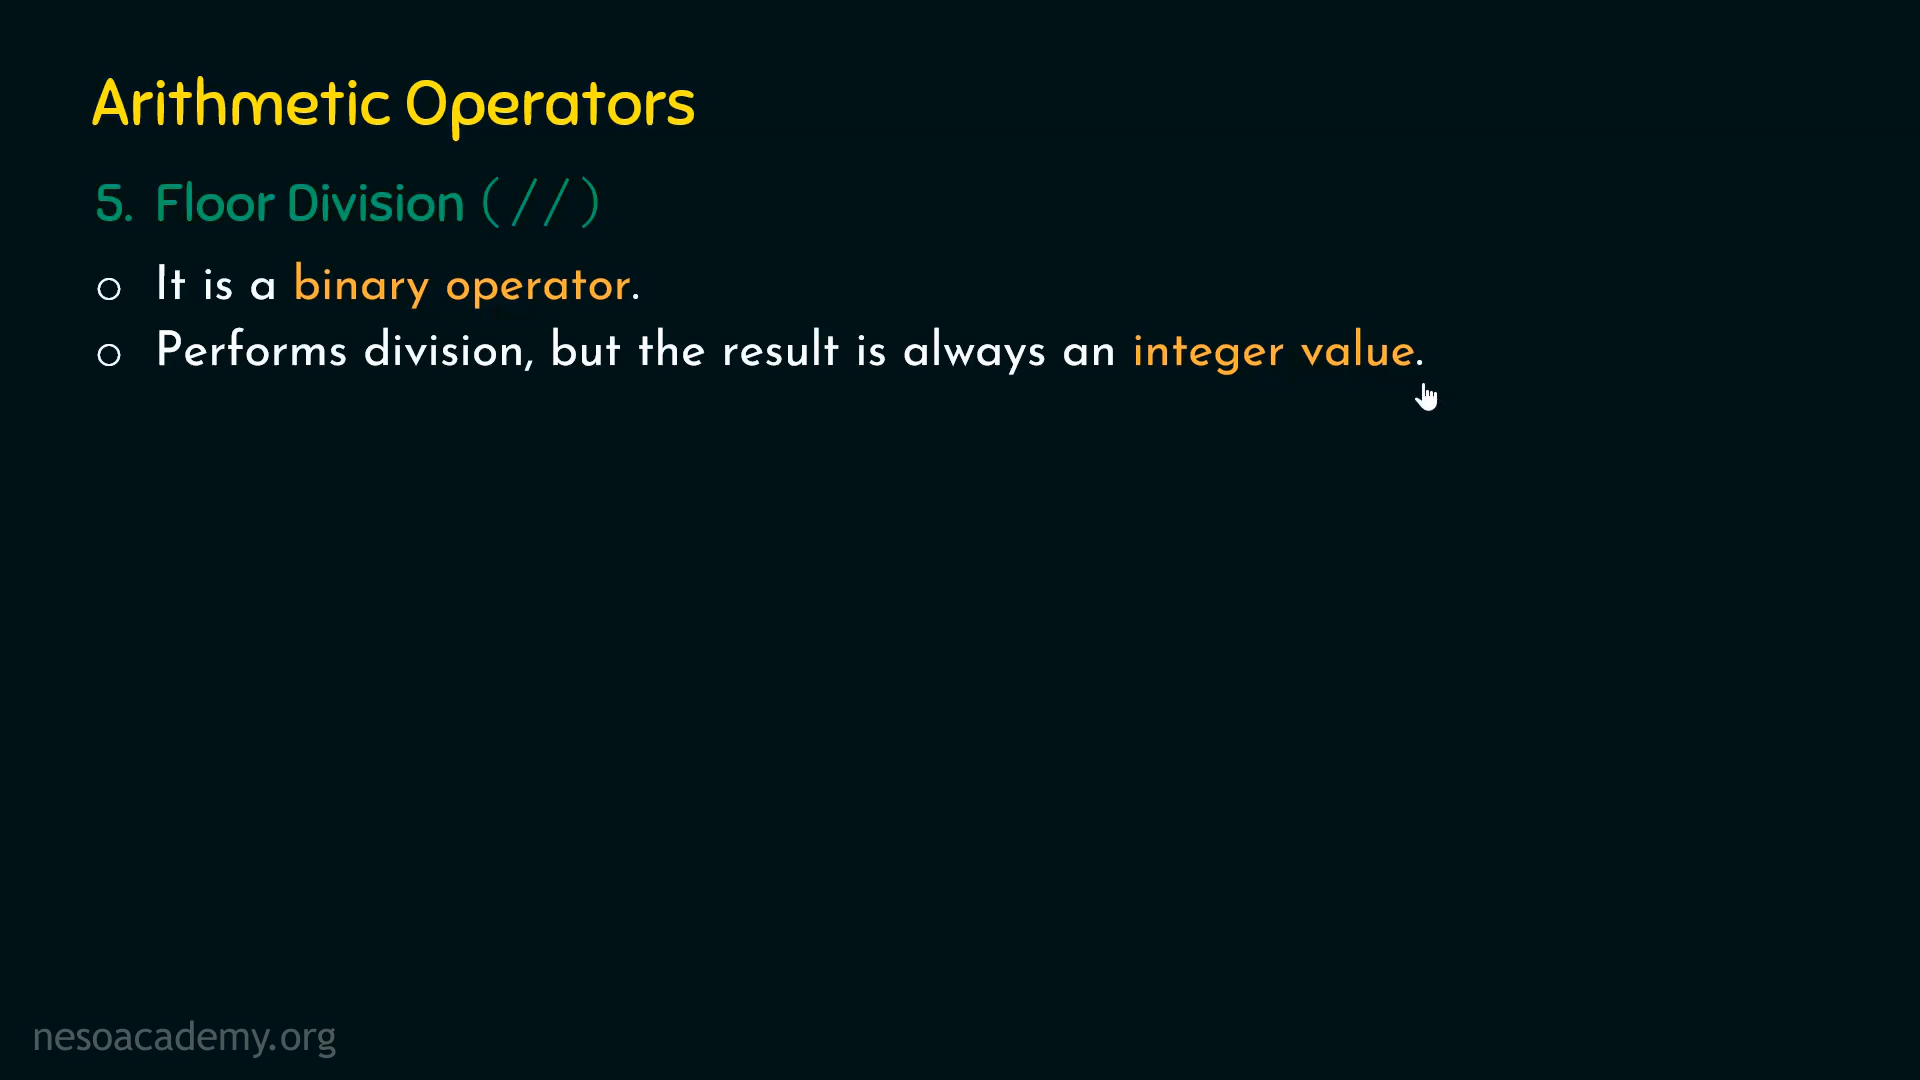 Arithmetic Operators
5. Floor Division (//)
○ It is a binary operator.
○ Performs division, but the result is always an integer value.
nesoacademy.org